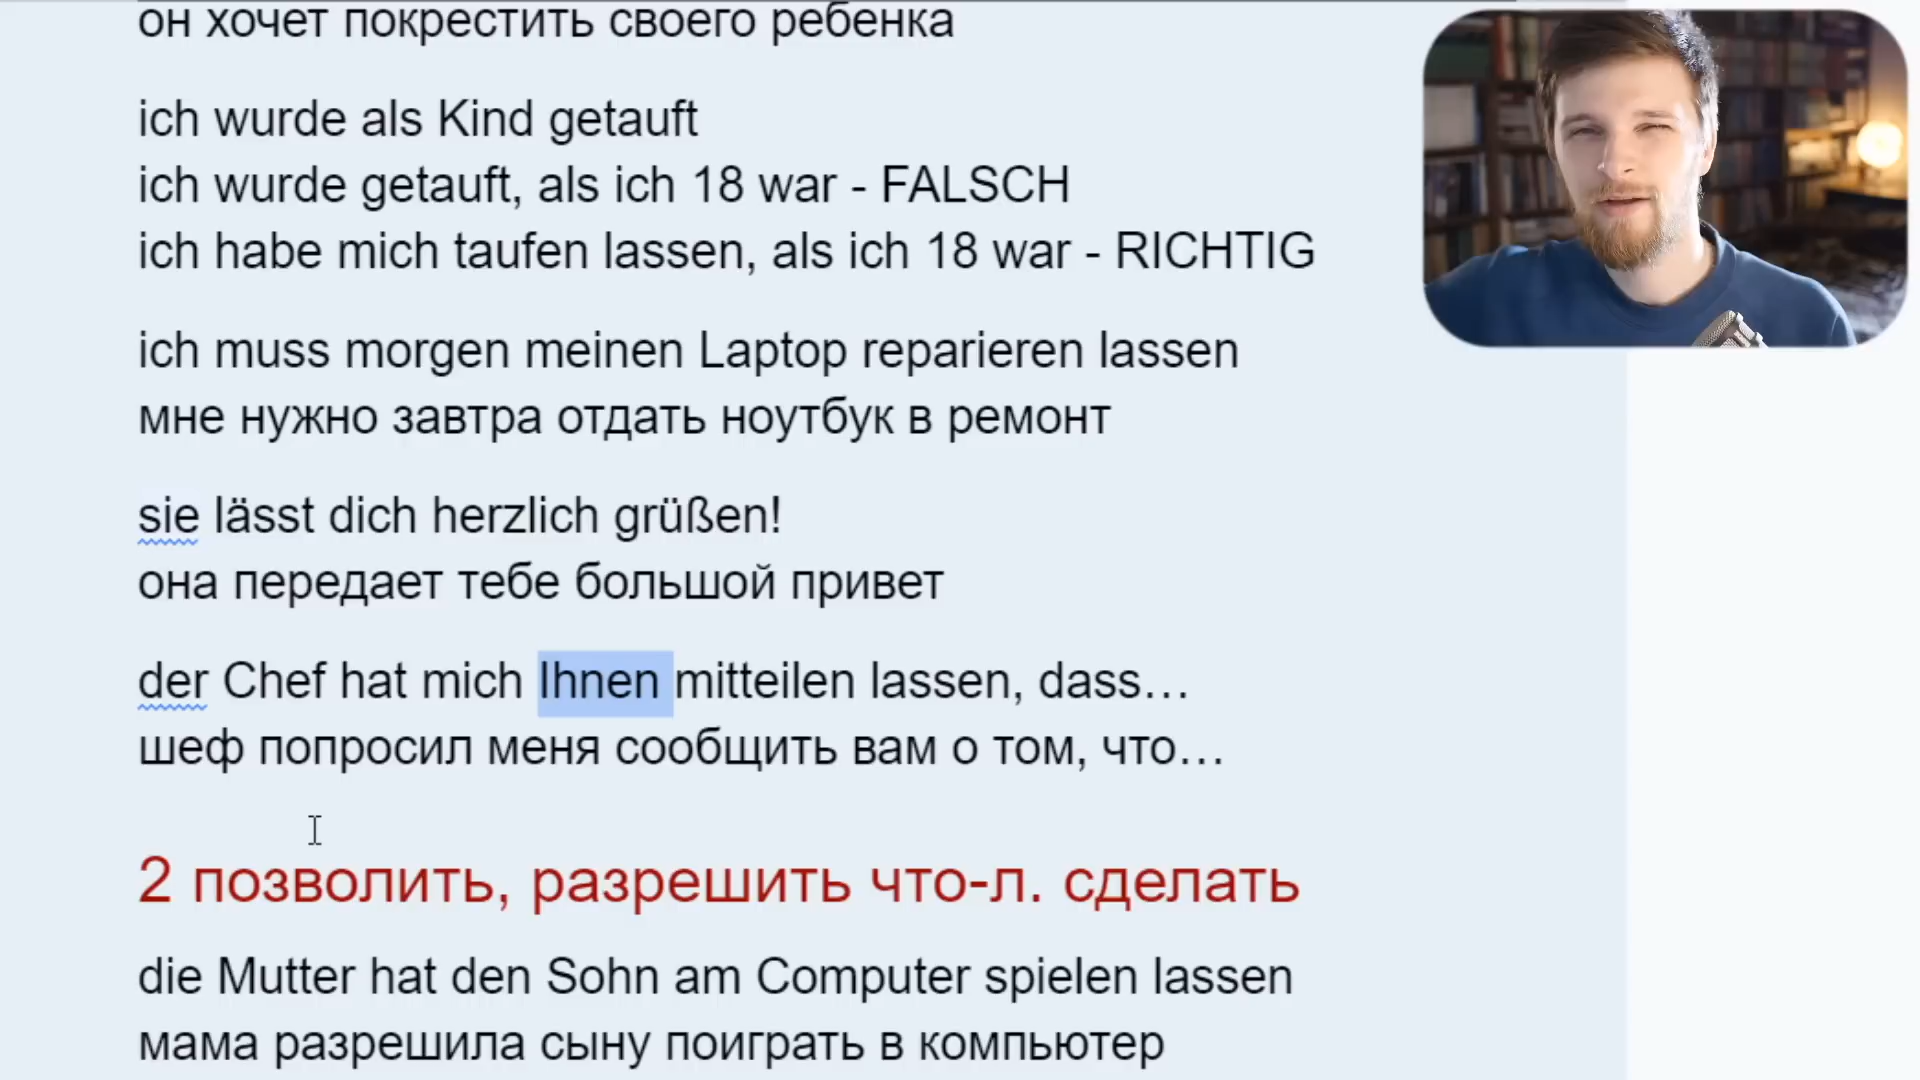 он хочет покрестить своего ребенка
ich wurde als Kind getauft
ich wurde getauft, als ich 18 war - FALSCH
ich habe mich taufen lassen, als ich 18 war - RICHTIG
ich muss morgen meinen Laptop reparieren lassen
мне нужно завтра отдать ноутбук в ремонт
sie lässt dich herzlich grüßen!
она передает тебе большой привет
der Chef hat mich Ihnen mitteilen lassen, dass…
шеф попросил меня сообщить вам о том, что…
2 позволить, разрешить что-л. сделать
die Mutter hat den Sohn am Computer spielen lassen
мама разрешила сыну поиграть в компьютер